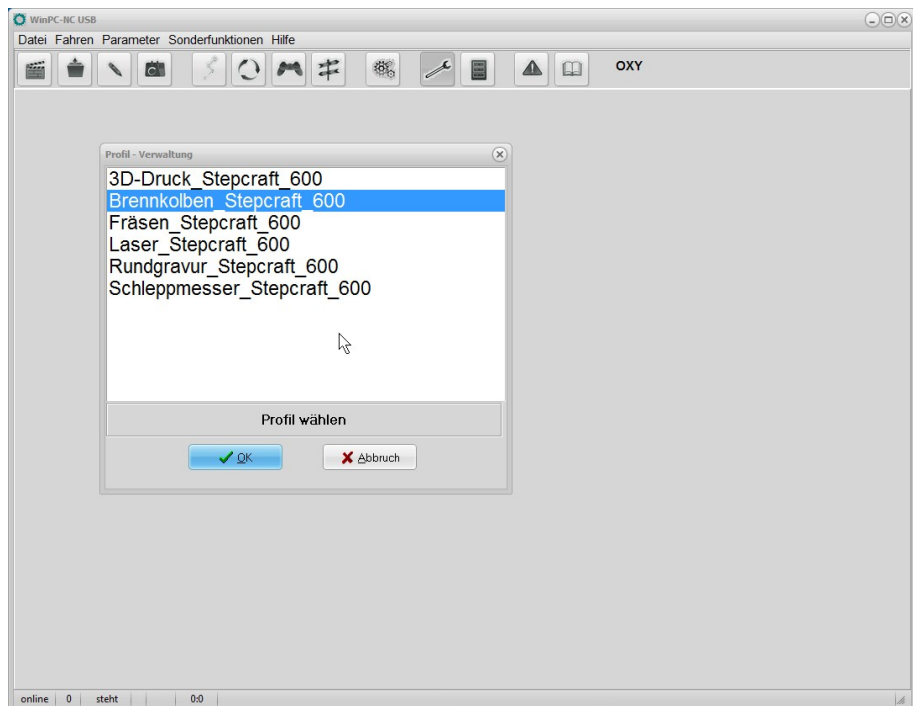 WinPC-NC USB
Datei Fahren Parameter Sonderfunktionen Hilfe
OXY
Profil - Verwaltung
3D-Druck_Stepcraft_600
Brennkolben_Stepcraft_600
Fräsen_Stepcraft_600
Laser_Stepcraft_600
Rundgravur_Stepcraft_600
Schleppmesser_Stepcraft_600
Profil wählen
OK Abbruch
online 0 steht 0:0